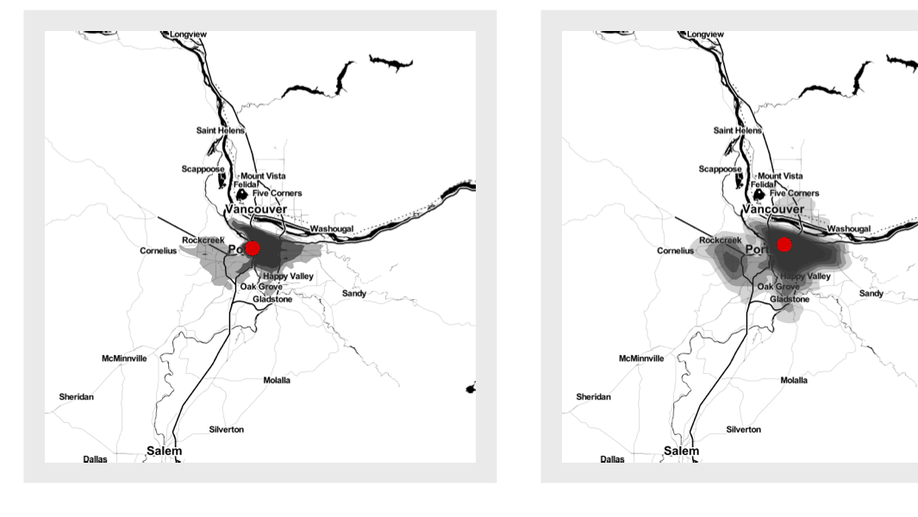 Longview
Saint Helens
Scappoose
Mount Vista
Felida
Five Corners
Vancouver
Washougal
Rockcreek
Cornelius
Po
Happy Valley
Oak Grove
Sandy
Gladstone
McMinnville
Molalla
Sheridan
Silverton
Salem
Dallas
Longview
Saint Helens
Scappoose
Mount Vista
Felida
Five Corners
Vancouver
Washougal
Rockcreek
Cornelius
Port
Happy Valley
Oak Grove
Sandy
Gladstone
McMinnville
Molalla
Sheridan
Silverton
Salem
Dallas